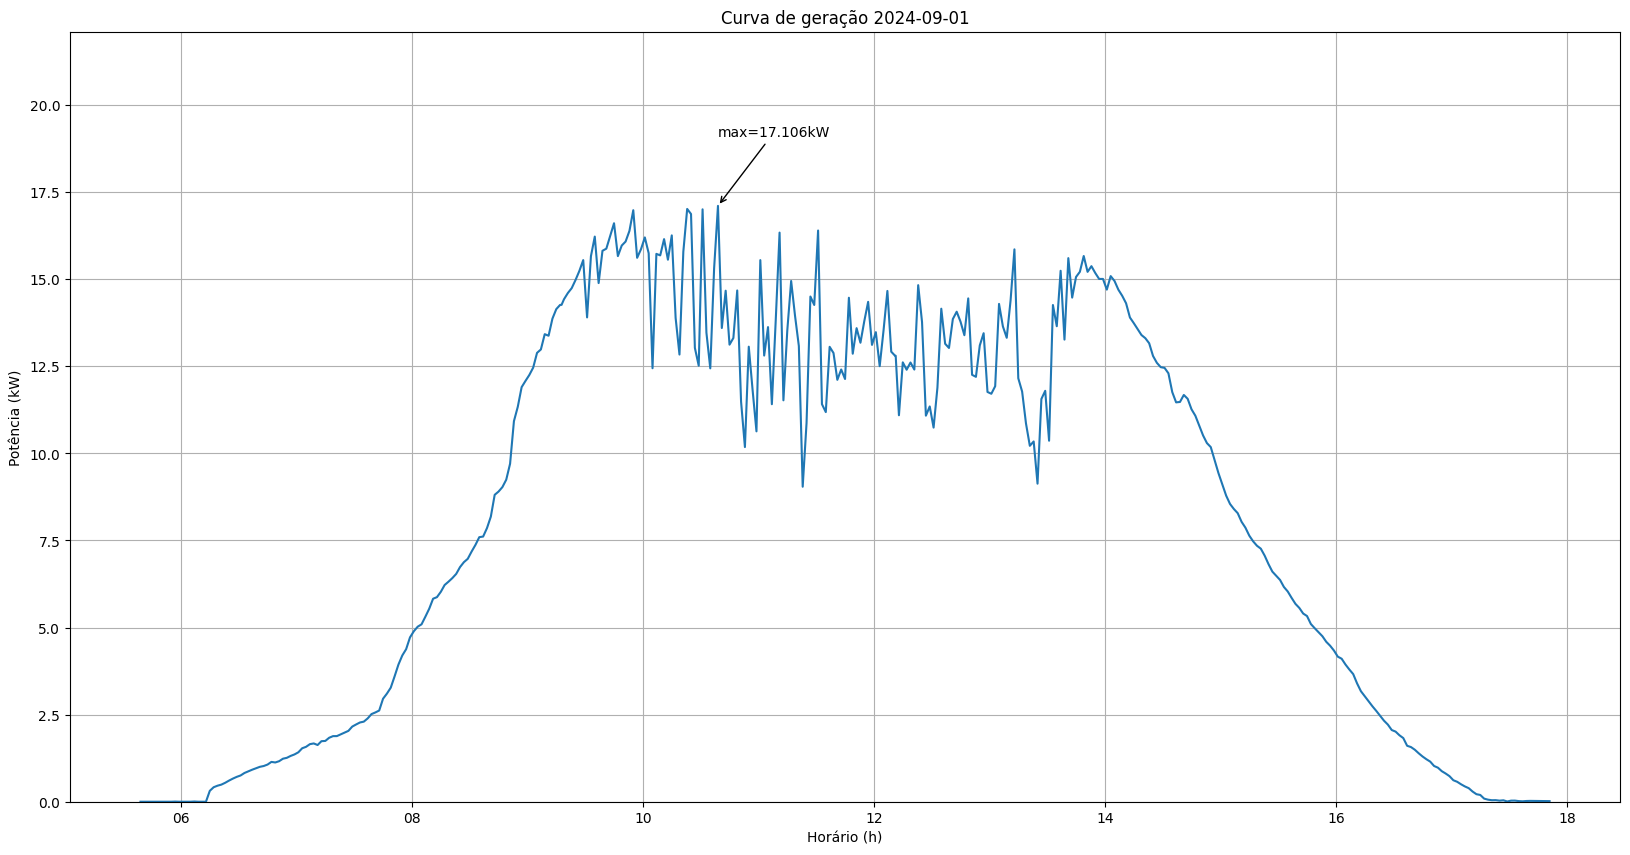 Curva de geração 2024-09-01
20.0
max=17.106kW
17.5
15.0
12.5
10.0
7.5
5.0
2.5
0.0
Potência (kW)
06 08 10 12 14 16 18
Horário (h)